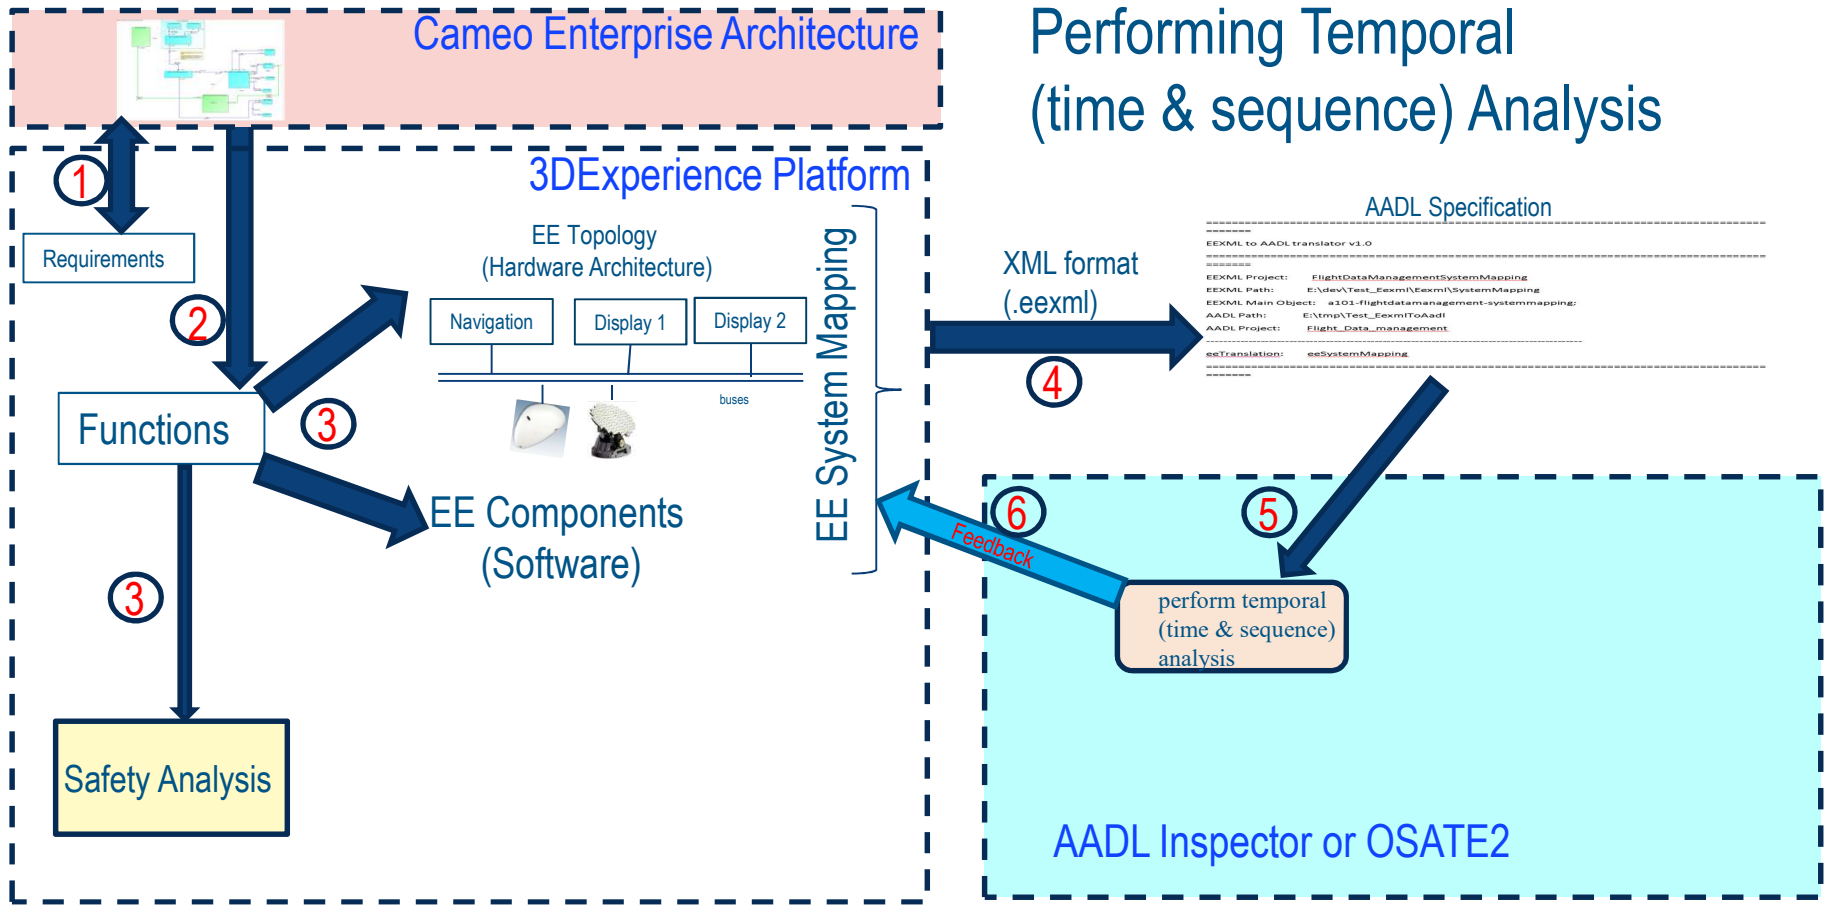 Cameo Enterprise Architecture
Performing Temporal
(time & sequence) Analysis
1
3DExperience Platform
Requirements
2
EE Topology
(Hardware Architecture)
Navigation
Display 1
Display 2
buses
EE System Mapping
Functions
3
3
EE Components
(Software)
Safety Analysis
XML format
(.eexml)
4
AADL Specification
================================================================================
=======
EEXML to AADL translator v1.0
================================================================================
=======
EEXML Project: FlightDataManagementSystemMapping
EEXML Path: E:\dev\Test_Eexml\Eexml\SystemMapping
EEXML Main Object: a101-flightdatamanagement-systemmapping;
AADL Path: E:\tmp\Test_EexmlToAadl
AADL Project: Flight_Data_management
--------------------------------------------------------------------------------
eeTranslation: eeSystemMapping
================================================================================
=======
5
6
Feedback
perform temporal
(time & sequence)
analysis
AADL Inspector or OSATE2